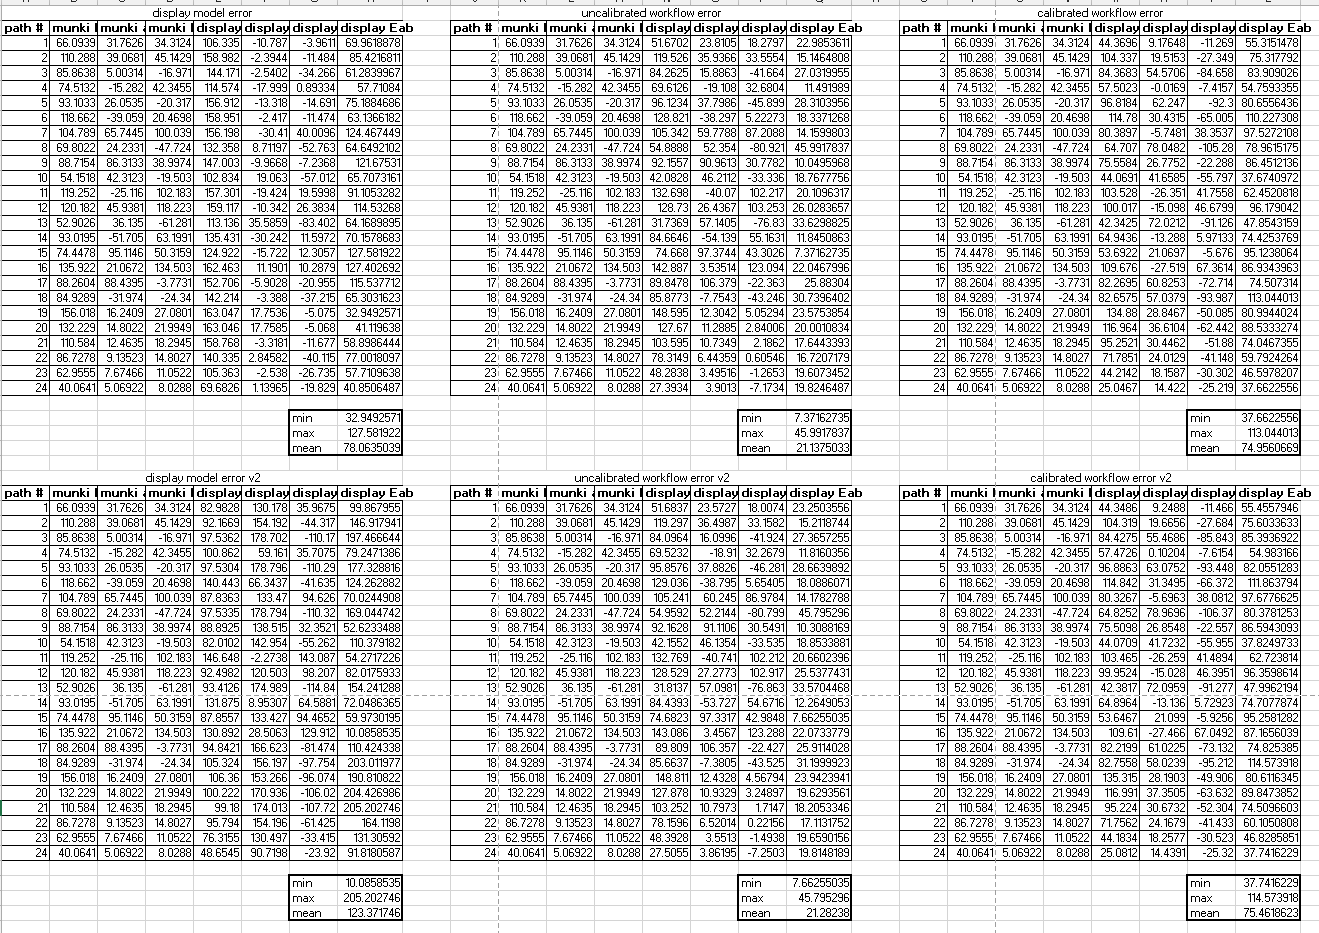 display model error uncalibrated workflow error calibrated workflow error
path # munki munki munki display display display display Eab path # munki munki munki display display display display Eab path # munki munki munki display display display display Eab
1 66.0939 31.7626 34.3124 106.335 -10.787 -3.9611 69.9618878 1 66.0939 31.7626 34.3124 51.6702 23.8105 18.2797 22.9853611 1 66.0939 31.7626 34.3124 44.3696 9.17648 -11.269 55.3151478
2 110.288 39.0681 45.1429 158.982 -2.3944 -11.484 85.4216811 2 110.288 39.0681 45.1429 119.526 35.9366 33.5554 15.1464808 2 110.288 39.0681 45.1429 104.337 19.5153 -27.349 75.317792
3 85.8638 5.00314 -16.971 144.171 -2.5402 -34.266 61.2839967 3 85.8638 5.00314 -16.971 84.2625 15.8863 -41.664 27.0319955 3 85.8638 5.00314 -16.971 84.3683 54.5706 -84.658 83.909026
4 74.5132 -15.282 42.3455 114.574 -17.999 0.89334 57.71084 4 74.5132 -15.282 42.3455 69.6126 -19.108 32.6804 11.491989 4 74.5132 -15.282 42.3455 57.5023 -0.0169 -7.4157 54.7593355
5 93.1033 26.0535 -20.317 156.912 -13.318 -14.691 75.1884686 5 93.1033 26.0535 -20.317 96.1234 37.7986 -45.899 28.3103956 5 93.1033 26.0535 -20.317 96.8184 62.247 -92.3 80.6556436
6 118.662 -39.059 20.4698 158.951 -2.417 -11.474 63.1366182 6 118.662 -39.059 20.4698 128.821 -38.297 5.22273 18.3371268 6 118.662 -39.059 20.4698 114.78 30.4315 -65.005 110.227308
7 104.789 65.7445 100.039 156.198 -30.41 40.0096 124.467449 7 104.789 65.7445 100.039 105.342 59.7788 87.2088 14.1599803 7 104.789 65.7445 100.039 80.3897 -5.7481 38.3537 97.5272108
8 69.8022 24.2331 -47.724 132.358 8.71197 -52.763 64.6492102 8 69.8022 24.2331 -47.724 54.8888 52.354 -80.921 45.9917837 8 69.8022 24.2331 -47.724 64.707 78.0482 -105.28 78.9615175
9 88.7154 86.3133 38.9974 147.003 -9.9668 -7.2368 121.67531 9 88.7154 86.3133 38.9974 92.1557 90.9613 30.7782 10.0495968 9 88.7154 86.3133 38.9974 75.5584 26.7752 -22.288 86.4512136
10 54.1518 42.3123 -19.503 102.834 19.063 -57.012 65.7073161 10 54.1518 42.3123 -19.503 42.0828 46.2112 -33.336 18.7677756 10 54.1518 42.3123 -19.503 44.0691 41.6585 -55.797 37.6740972
11 119.252 -25.116 102.183 157.301 -19.424 19.5998 91.1053282 11 119.252 -25.116 102.183 132.698 -40.07 102.217 20.1096317 11 119.252 -25.116 102.183 103.528 -26.351 41.7558 62.4520818
12 120.182 45.9381 118.223 159.117 -10.342 26.3834 114.53268 12 120.182 45.9381 118.223 128.73 26.4367 103.253 26.0283657 12 120.182 45.9381 118.223 100.017 -15.098 46.6799 96.179042
13 52.9026 36.135 -61.281 113.136 35.5859 -83.402 64.1689895 13 52.9026 36.135 -61.281 31.7369 57.1405 -76.83 33.6298825 13 52.9026 36.135 -61.281 42.3425 72.0212 -91.126 47.8543159
14 93.0195 -51.705 63.1991 135.431 -30.242 11.5972 70.1578683 14 93.0195 -51.705 63.1991 84.6646 -54.139 55.1631 11.8450863 14 93.0195 -51.705 63.1991 64.9436 -13.288 5.97133 74.4253769
15 74.4478 95.1146 50.3159 124.922 -15.722 12.3057 127.581922 15 74.4478 95.1146 50.3159 74.668 97.3744 43.3026 7.37162735 15 74.4478 95.1146 50.3159 53.6922 21.0697 -5.676 95.1238064
16 135.922 21.0672 134.503 162.463 11.1901 10.2879 127.402692 16 135.922 21.0672 134.503 142.887 3.53514 123.094 22.0467996 16 135.922 21.0672 134.503 109.676 -27.519 67.3614 86.9343963
17 88.2604 88.4395 -3.7731 152.706 -5.9028 -20.955 115.537712 17 88.2604 88.4395 -3.7731 89.8478 106.379 -22.363 25.88304 17 88.2604 88.4395 -3.7731 82.2695 60.8253 -72.714 74.507314
18 84.9289 -31.974 -24.34 142.214 -3.388 -37.215 65.3031623 18 84.9289 -31.974 -24.34 85.8773 -7.7543 -43.246 30.7396402 18 84.9289 -31.974 -24.34 82.6575 57.0379 -93.987 113.044013
19 156.018 16.2409 27.0801 163.047 17.7536 -5.075 32.9492571 19 156.018 16.2409 27.0801 148.595 12.3042 5.05294 23.5753854 19 156.018 16.2409 27.0801 134.88 28.8467 -50.085 80.9944024
20 132.229 14.8022 21.9949 163.046 17.7585 -5.068 41.119638 20 132.229 14.8022 21.9949 127.67 11.2885 2.84006 20.0010834 20 132.229 14.8022 21.9949 116.964 36.6104 -62.442 88.5333274
21 110.584 12.4635 18.2945 158.768 -3.3181 -11.677 58.8986444 21 110.584 12.4635 18.2945 103.595 10.7349 2.1862 17.6443393 21 110.584 12.4635 18.2945 95.2521 30.4462 -51.88 74.0467355
22 86.7278 9.13523 14.8027 140.335 2.84582 -40.115 77.0018097 22 86.7278 9.13523 14.8027 78.3149 6.44359 0.60546 16.7207179 22 86.7278 9.13523 14.8027 71.7851 24.0129 -41.148 59.7924264
23 62.9555 7.67466 11.0522 105.363 -2.538 -26.735 57.7109638 23 62.9555 7.67466 11.0522 48.2838 3.49516 -1.2653 19.6073452 23 62.9555 7.67466 11.0522 44.2142 18.1587 -30.302 46.5978207
24 40.0641 5.06922 8.0288 69.6826 1.13965 -19.829 40.8506487 24 40.0641 5.06922 8.0288 27.3934 3.9013 -7.1734 19.8246487 24 40.0641 5.06922 8.0288 25.0467 14.422 -25.219 37.6622556
min 32.9492571 min 7.37162735 min 37.6622556
max 127.581922 max 45.9917837 max 113.044013
mean 78.0635039 mean 21.1375033 mean 74.9560669
display model error v2 uncalibrated workflow error v2 calibrated workflow error v2
path # munki munki munki display display display display Eab path # munki munki munki display display display display Eab path # munki munki munki display display display display Eab
1 66.0939 31.7626 34.3124 82.9828 130.178 35.9675 99.867955 1 66.0939 31.7626 34.3124 51.6837 23.5727 18.0074 23.2503556 1 66.0939 31.7626 34.3124 44.3486 9.2488 -11.466 55.4557946
2 110.288 39.0681 45.1429 92.1669 154.192 -44.317 146.917941 2 110.288 39.0681 45.1429 119.297 36.4987 33.1582 15.2118744 2 110.288 39.0681 45.1429 104.319 19.6656 -27.684 75.6033633
3 85.8638 5.00314 -16.971 97.5362 178.702 -110.17 197.466644 3 85.8638 5.00314 -16.971 84.0964 16.0996 -41.924 27.3657255 3 85.8638 5.00314 -16.971 84.4275 55.4686 -85.843 85.3936922
4 74.5132 -15.282 42.3455 100.862 59.161 35.7075 79.2471386 4 74.5132 -15.282 42.3455 69.5232 -18.91 32.2679 11.8160356 4 74.5132 -15.282 42.3455 57.4726 0.10204 -7.6154 54.983166
5 93.1033 26.0535 -20.317 97.5304 178.796 -110.29 177.328816 5 93.1033 26.0535 -20.317 95.8576 37.8826 -46.281 28.6639892 5 93.1033 26.0535 -20.317 96.8863 63.0752 -93.448 82.0551283
6 118.662 -39.059 20.4698 140.443 66.3437 -41.635 124.262882 6 118.662 -39.059 20.4698 129.036 -38.795 5.65405 18.0886071 6 118.662 -39.059 20.4698 114.842 31.3495 -66.372 111.863794
7 104.789 65.7445 100.039 87.8363 133.47 94.626 70.0244908 7 104.789 65.7445 100.039 105.241 60.245 86.9784 14.1782788 7 104.789 65.7445 100.039 80.3267 -5.6963 38.0812 97.6776625
8 69.8022 24.2331 -47.724 97.5335 178.794 -110.32 169.044742 8 69.8022 24.2331 -47.724 54.9592 52.2144 -80.799 45.795296 8 69.8022 24.2331 -47.724 64.8252 78.9696 -106.37 80.3781253
9 88.7154 86.3133 38.9974 88.8925 138.515 32.3521 52.6233488 9 88.7154 86.3133 38.9974 92.1628 91.1106 30.5491 10.3088169 9 88.7154 86.3133 38.9974 75.5098 26.8548 -22.557 86.5943093
10 54.1518 42.3123 -19.503 82.0102 142.954 -55.262 110.379182 10 54.1518 42.3123 -19.503 42.1552 46.1354 -33.535 18.8533881 10 54.1518 42.3123 -19.503 44.0709 41.7232 -55.955 37.8249733
11 119.252 -25.116 102.183 146.648 -2.2738 143.087 54.2717226 11 119.252 -25.116 102.183 132.769 -40.741 102.212 20.6602396 11 119.252 -25.116 102.183 103.465 -26.259 41.4894 62.723814
12 120.182 45.9381 118.223 92.4982 120.503 98.207 82.0175933 12 120.182 45.9381 118.223 128.529 27.2773 102.917 25.5377431 12 120.182 45.9381 118.223 99.9524 -15.028 46.3951 96.3598614
13 52.9026 36.135 -61.281 93.4126 174.989 -114.84 154.241288 13 52.9026 36.135 -61.281 31.8137 57.0981 -76.863 33.5704468 13 52.9026 36.135 -61.281 42.3817 72.0959 -91.277 47.9962194
14 93.0195 -51.705 63.1991 131.875 8.95307 64.5881 72.0486365 14 93.0195 -51.705 63.1991 84.4393 -53.727 54.6716 12.2649053 14 93.0195 -51.705 63.1991 64.8964 -13.136 5.72923 74.7077874
15 74.4478 95.1146 50.3159 87.8557 133.427 94.4652 59.9730195 15 74.4478 95.1146 50.3159 74.6823 97.3317 42.9848 7.66255035 15 74.4478 95.1146 50.3159 53.6467 21.099 -5.9256 95.2581282
16 135.922 21.0672 134.503 130.892 28.5063 129.912 10.0858535 16 135.922 21.0672 134.503 143.086 3.4567 123.288 22.0733779 16 135.922 21.0672 134.503 109.61 -27.466 67.0492 87.1656039
17 88.2604 88.4395 -3.7731 94.8421 166.623 -81.474 110.424338 17 88.2604 88.4395 -3.7731 89.809 106.357 -22.427 25.9114028 17 88.2604 88.4395 -3.7731 82.2199 61.0225 -73.132 74.825385
18 84.9289 -31.974 -24.34 105.324 156.197 -97.754 203.011977 18 84.9289 -31.974 -24.34 85.6637 -7.3805 -43.525 31.1999923 18 84.9289 -31.974 -24.34 82.7558 58.0239 -95.212 114.573918
19 156.018 16.2409 27.0801 106.36 153.266 -96.074 190.810822 19 156.018 16.2409 27.0801 148.811 12.4328 4.56794 23.9423941 19 156.018 16.2409 27.0801 135.315 28.1903 -49.906 80.6116345
20 132.229 14.8022 21.9949 100.222 170.936 -106.02 204.426986 20 132.229 14.8022 21.9949 127.878 10.9329 3.24897 19.6293561 20 132.229 14.8022 21.9949 116.991 37.3505 -63.632 89.8473852
21 110.584 12.4635 18.2945 99.18 174.013 -107.72 205.202746 21 110.584 12.4635 18.2945 103.252 10.7973 1.7147 18.2053346 21 110.584 12.4635 18.2945 95.224 30.6732 -52.304 74.5096603
22 86.7278 9.13523 14.8027 95.794 154.196 -61.425 164.1198 22 86.7278 9.13523 14.8027 78.1596 6.52014 0.22156 17.1131752 22 86.7278 9.13523 14.8027 71.7562 24.1679 -41.433 60.1050808
23 62.9555 7.67466 11.0522 76.3155 130.497 -33.415 131.30592 23 62.9555 7.67466 11.0522 48.3928 3.5513 -1.4938 19.6590156 23 62.9555 7.67466 11.0522 44.1834 18.2577 -30.523 46.8285851
24 40.0641 5.06922 8.0288 48.6545 90.7198 -23.92 91.8180587 24 40.0641 5.06922 8.0288 27.5055 3.86195 -7.2503 19.8148189 24 40.0641 5.06922 8.0288 25.0812 14.4391 -25.32 37.7416229
min 10.0858535 min 7.66255035 min 37.7416229
max 205.202746 max 45.795296 max 114.573918
mean 123.371746 mean 21.28238 mean 75.4618623